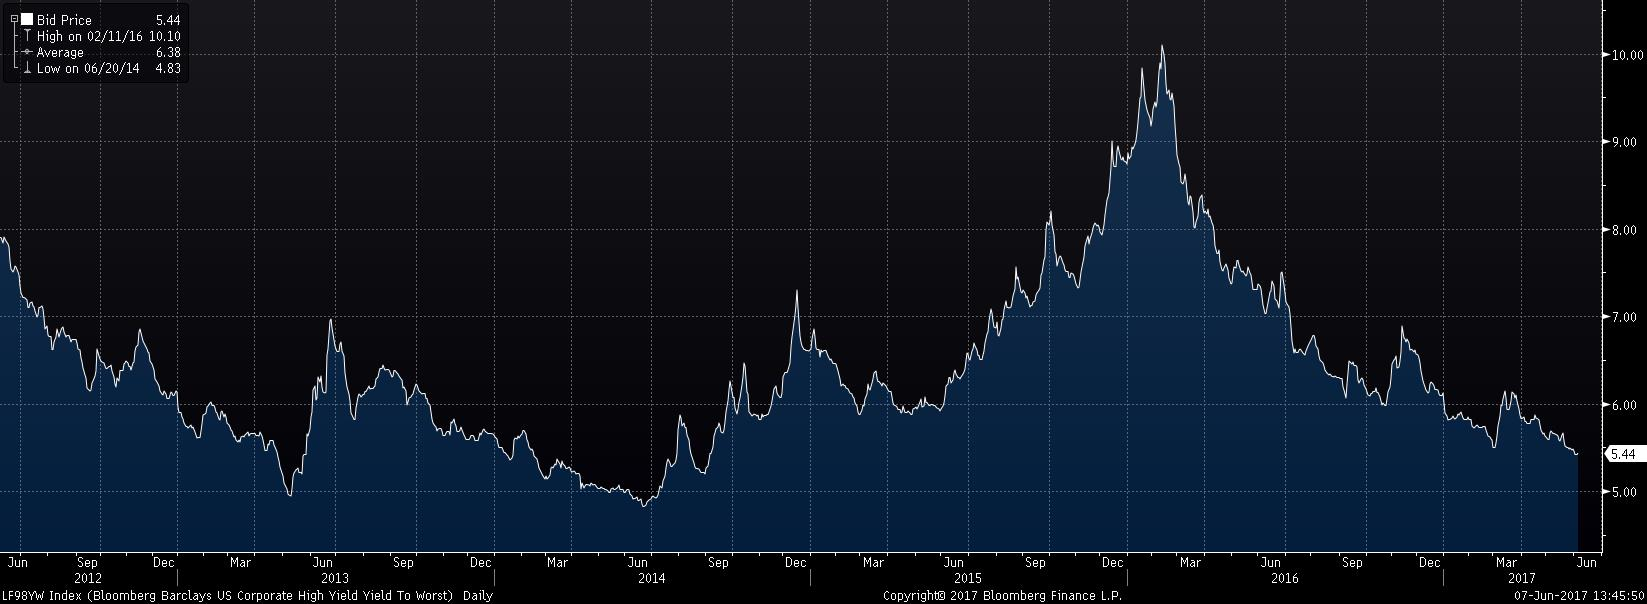 Bid Price 5.44
High on 02/11/16 10.10
Average 6.38
Low on 06/20/14 4.83
10.00
9.00
8.00
7.00
6.00
5.44
5.00
Jun Sep Dec Mar Jun Sep Dec Mar Jun Sep Dec Mar Jun Sep Dec Mar Jun Sep Dec Mar Jun
2012 2013 2014 2015 2016 2017
LF98YW Index (Bloomberg Barclays US Corporate High Yield Yield To Worst) Daily Copyright© 2017 Bloomberg Finance L.P. 07-Jun-2017 13:45:50